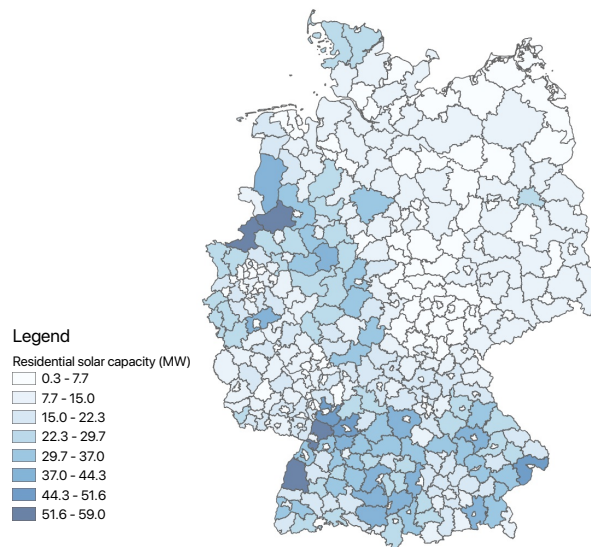 Legend
Residential solar capacity (MW)
0.3 - 7.7
7.7 - 15.0
15.0 - 22.3
22.3 - 29.7
29.7 - 37.0
37.0 - 44.3
44.3 - 51.6
51.6 - 59.0